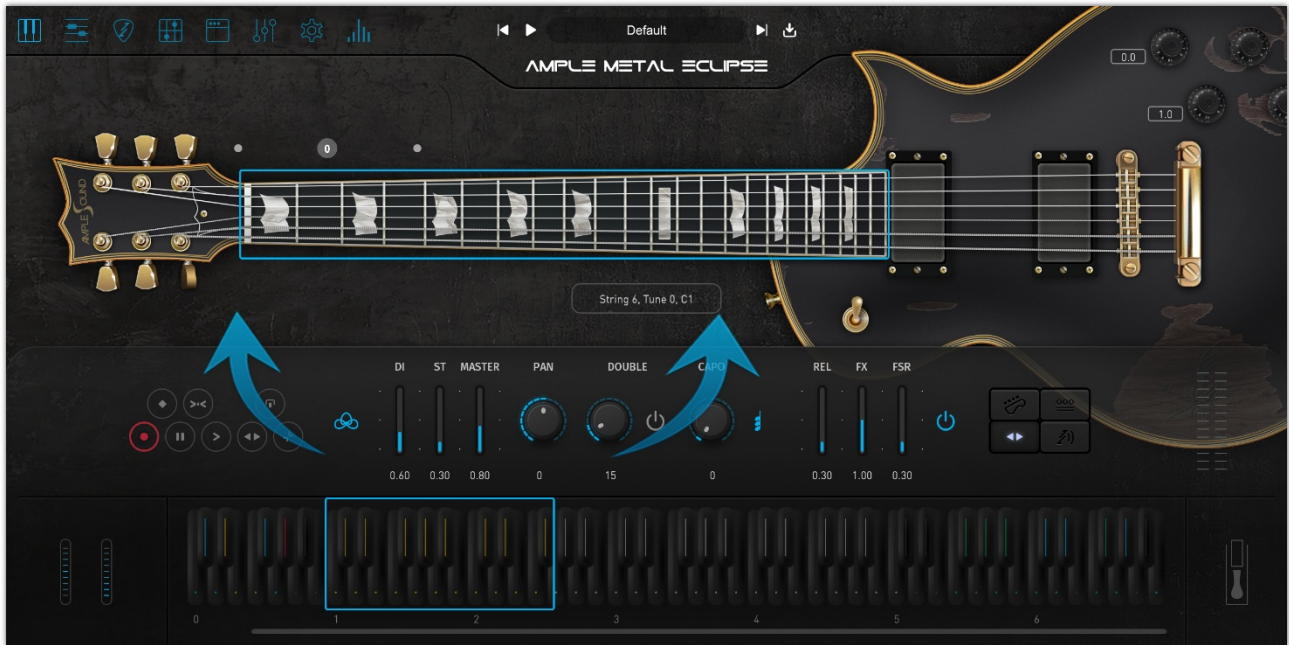 Default
AMPLE METAL ECLIPSE
0.0
1.0
0
AMPLE SOUND
String 6, Tune 0, C1
DI ST MASTER PAN DOUBLE CAPO REL FX FSR
0.60 0.30 0.80 0 15 0 0.30 1.00 0.30
0 1 2 3 4 5 6